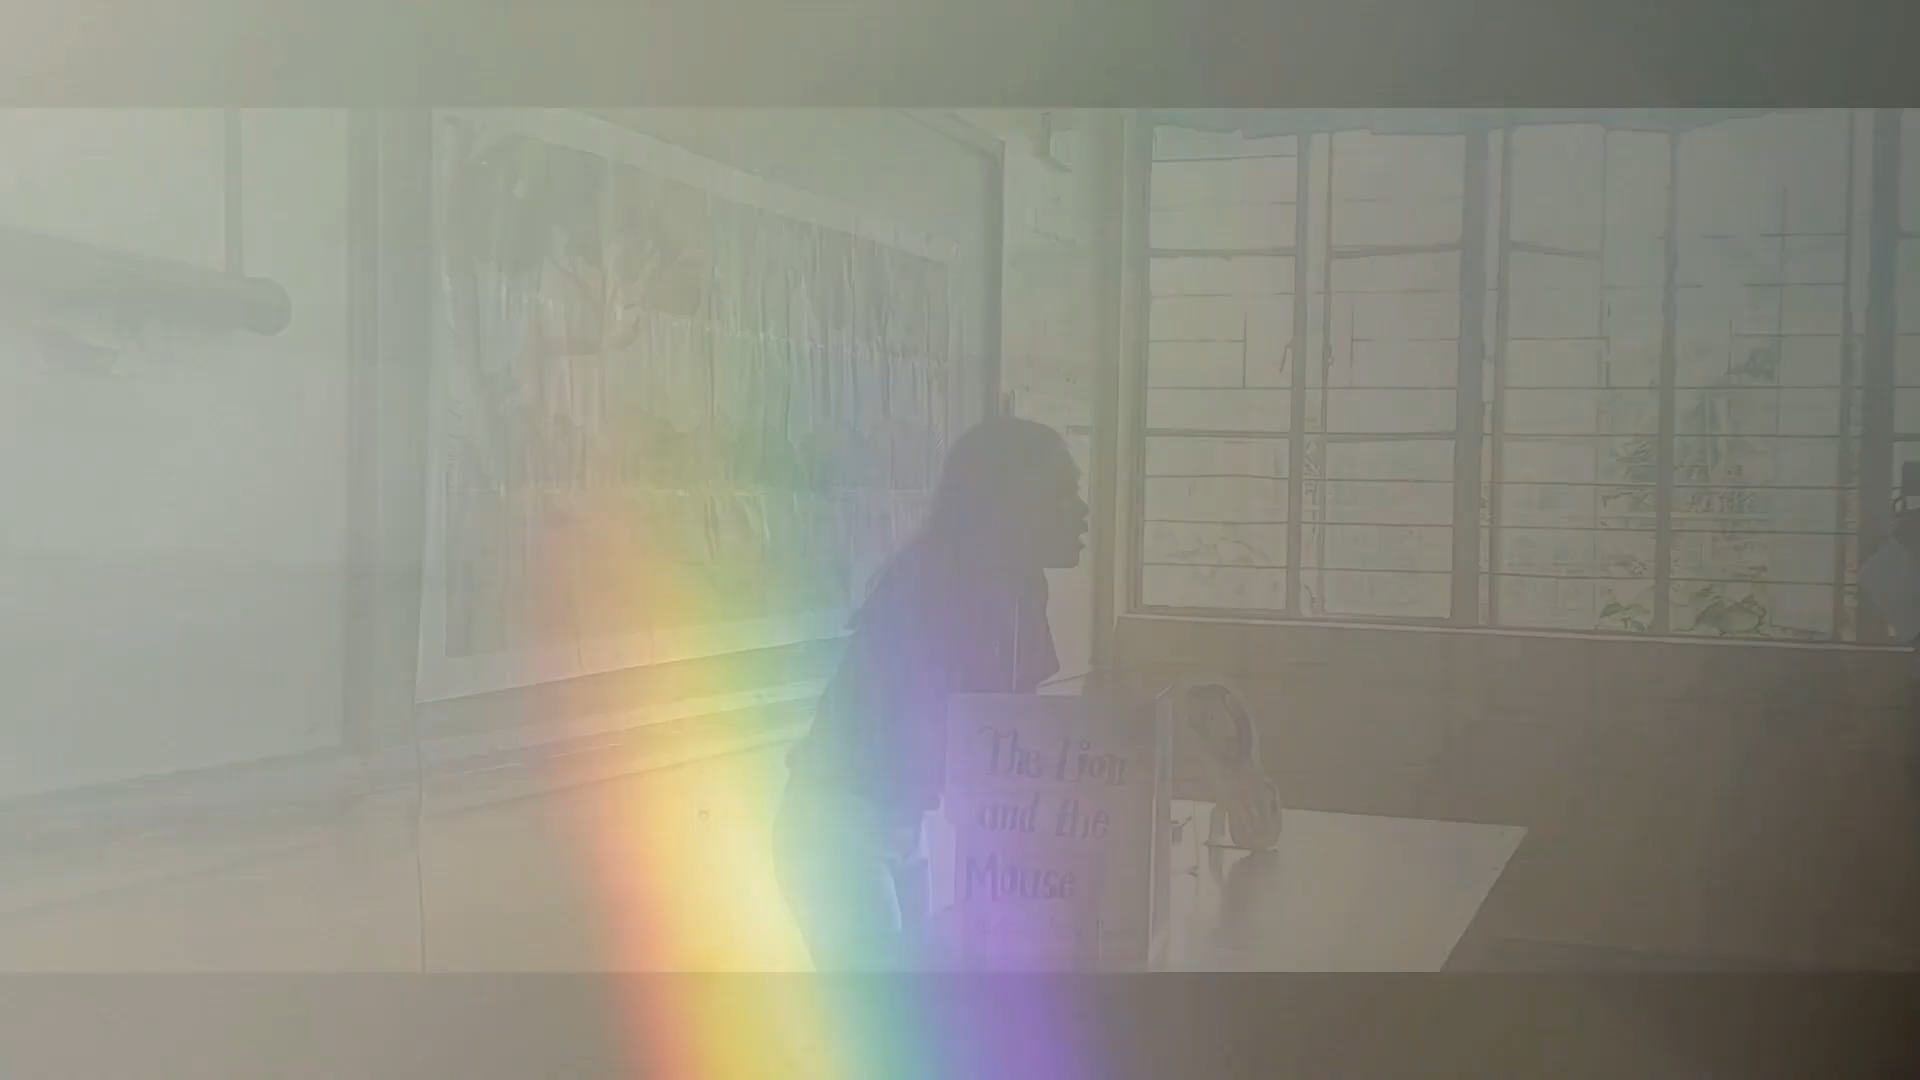 The Lion
and the
Mouse